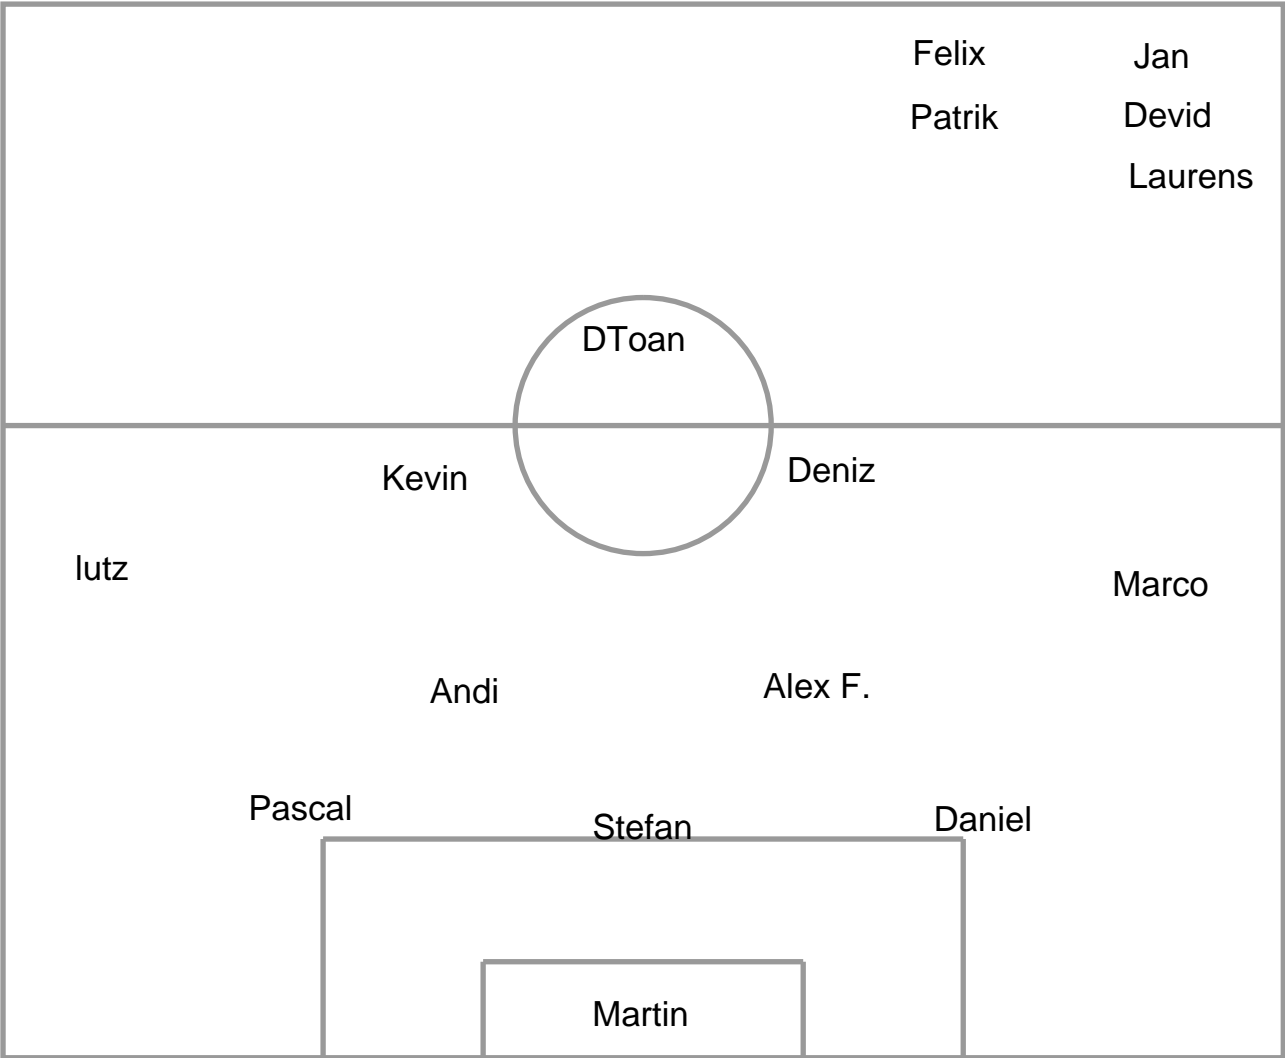 Felix Jan
Patrik Devid
Laurens
DToan
Kevin Deniz
lutz Marco
Andi Alex F.
Pascal Stefan Daniel
Martin